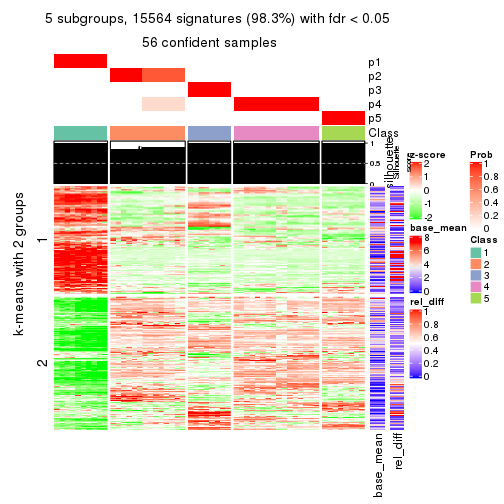 5 subgroups, 15564 signatures (98.3%) with fdr < 0.05
56 confident samples
p1
p2
p3
p4
p5
Class
1
0.5
0
silhouette
Silhouette
score
k-means with 2 groups
1
2
base_mean
rel_diff
z-score
2
1
0
-1
-2
base_mean
8
6
4
2
0
rel_diff
1
0.8
0.6
0.4
0.2
0
Prob
1
0.8
0.6
0.4
0.2
0
Class
1
2
3
4
5